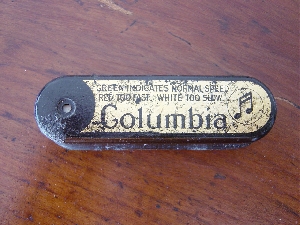 GREEN INDICATES NORMAL SPEED
RED TOO FAST. WHITE TOO SLOW.
Columbia